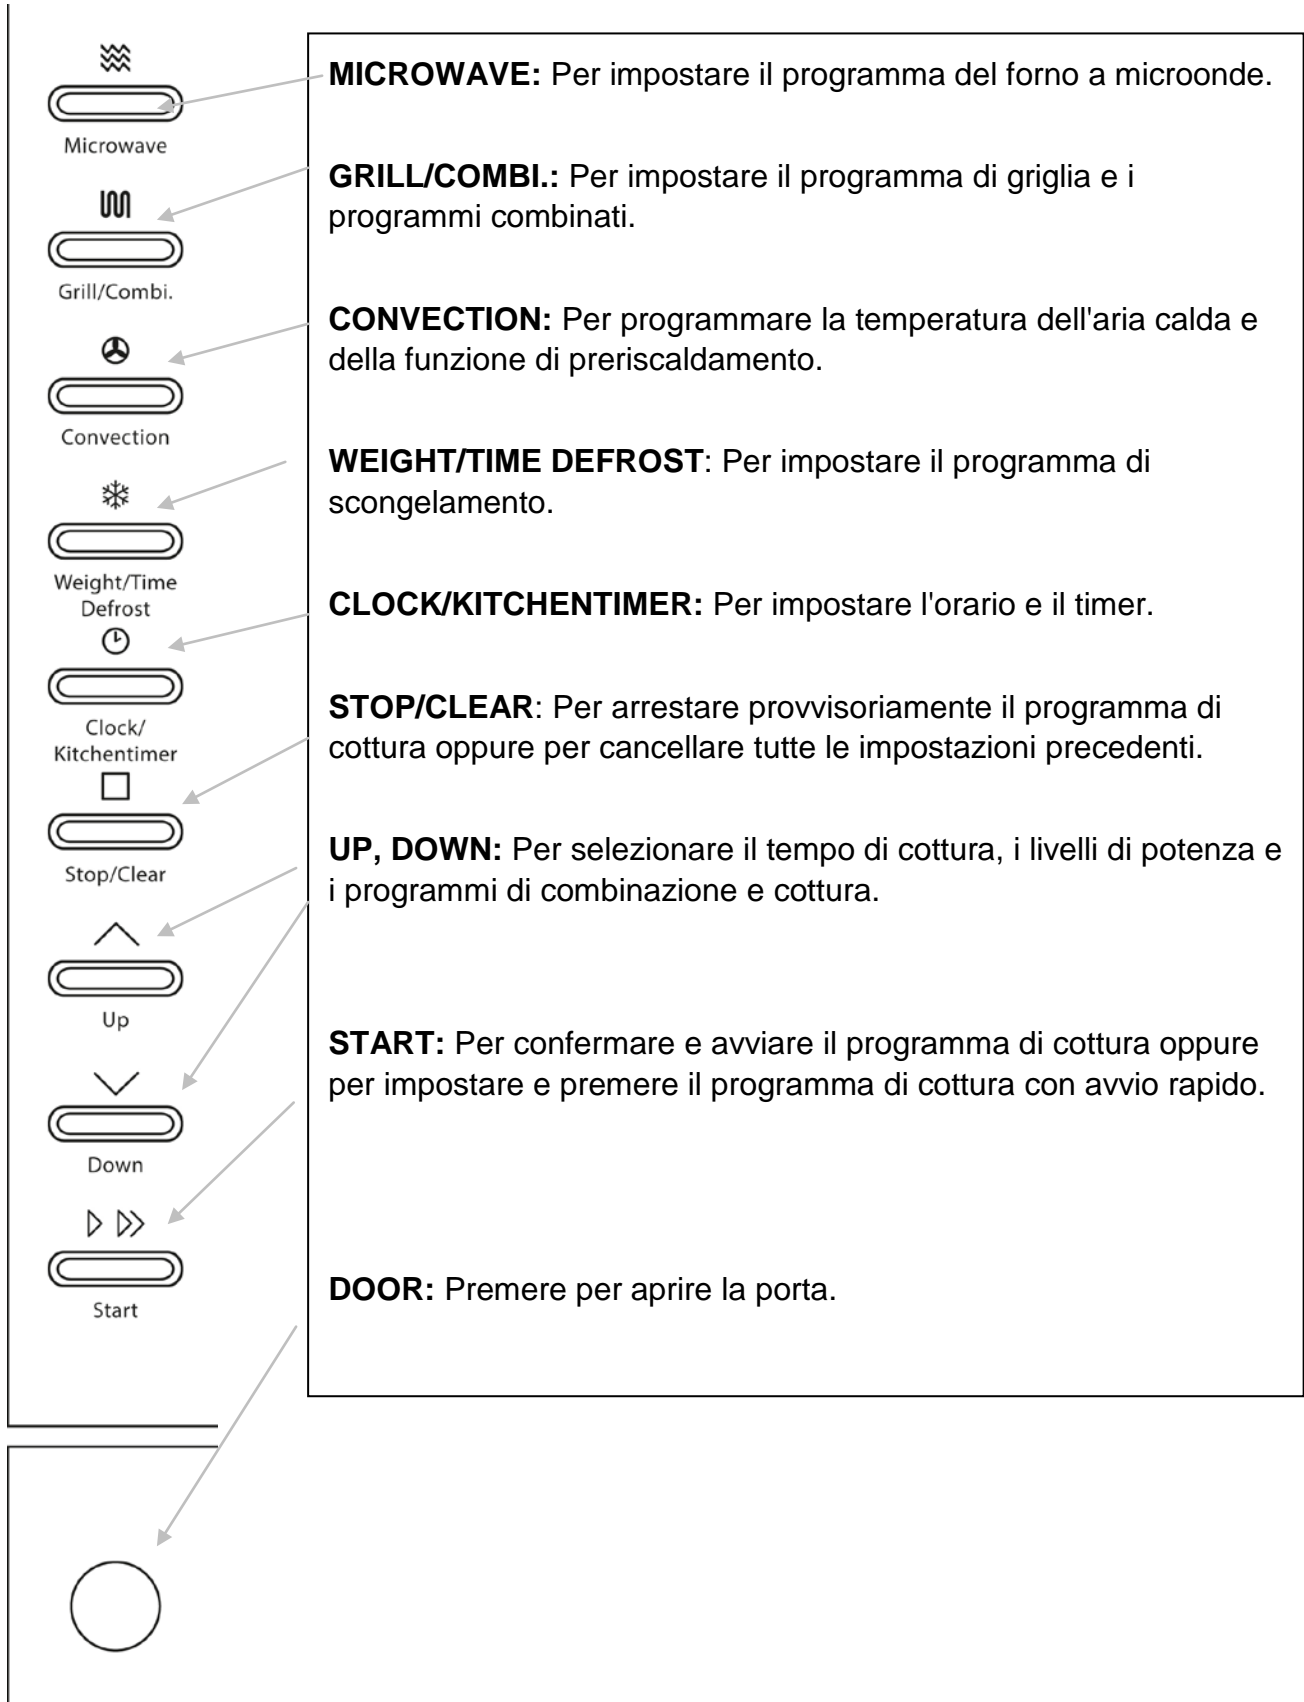 Microwave
Grill/Combi.
Convection
Weight/Time
Defrost
Clock/
Kitchentimer
Stop/Clear
Up
Down
Start
MICROWAVE: Per impostare il programma del forno a microonde.
GRILL/COMBI.: Per impostare il programma di griglia e i
programmi combinati.
CONVECTION: Per programmare la temperatura dell'aria calda e
della funzione di preriscaldamento.
WEIGHT/TIME DEFROST: Per impostare il programma di
scongelamento.
CLOCK/KITCHENTIMER: Per impostare l'orario e il timer.
STOP/CLEAR: Per arrestare provvisoriamente il programma di
cottura oppure per cancellare tutte le impostazioni precedenti.
UP, DOWN: Per selezionare il tempo di cottura, i livelli di potenza e
i programmi di combinazione e cottura.
START: Per confermare e avviare il programma di cottura oppure
per impostare e premere il programma di cottura con avvio rapido.
DOOR: Premere per aprire la porta.